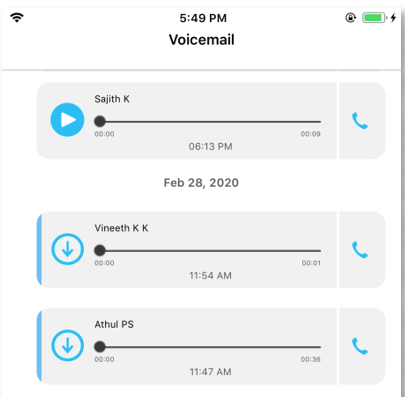 5:49 PM
Voicemail
Sajith K
00:00 00:09
06:13 PM
Feb 28, 2020
Vineeth K K
00:00 00:01
11:54 AM
Athul PS
00:00 00:36
11:47 AM